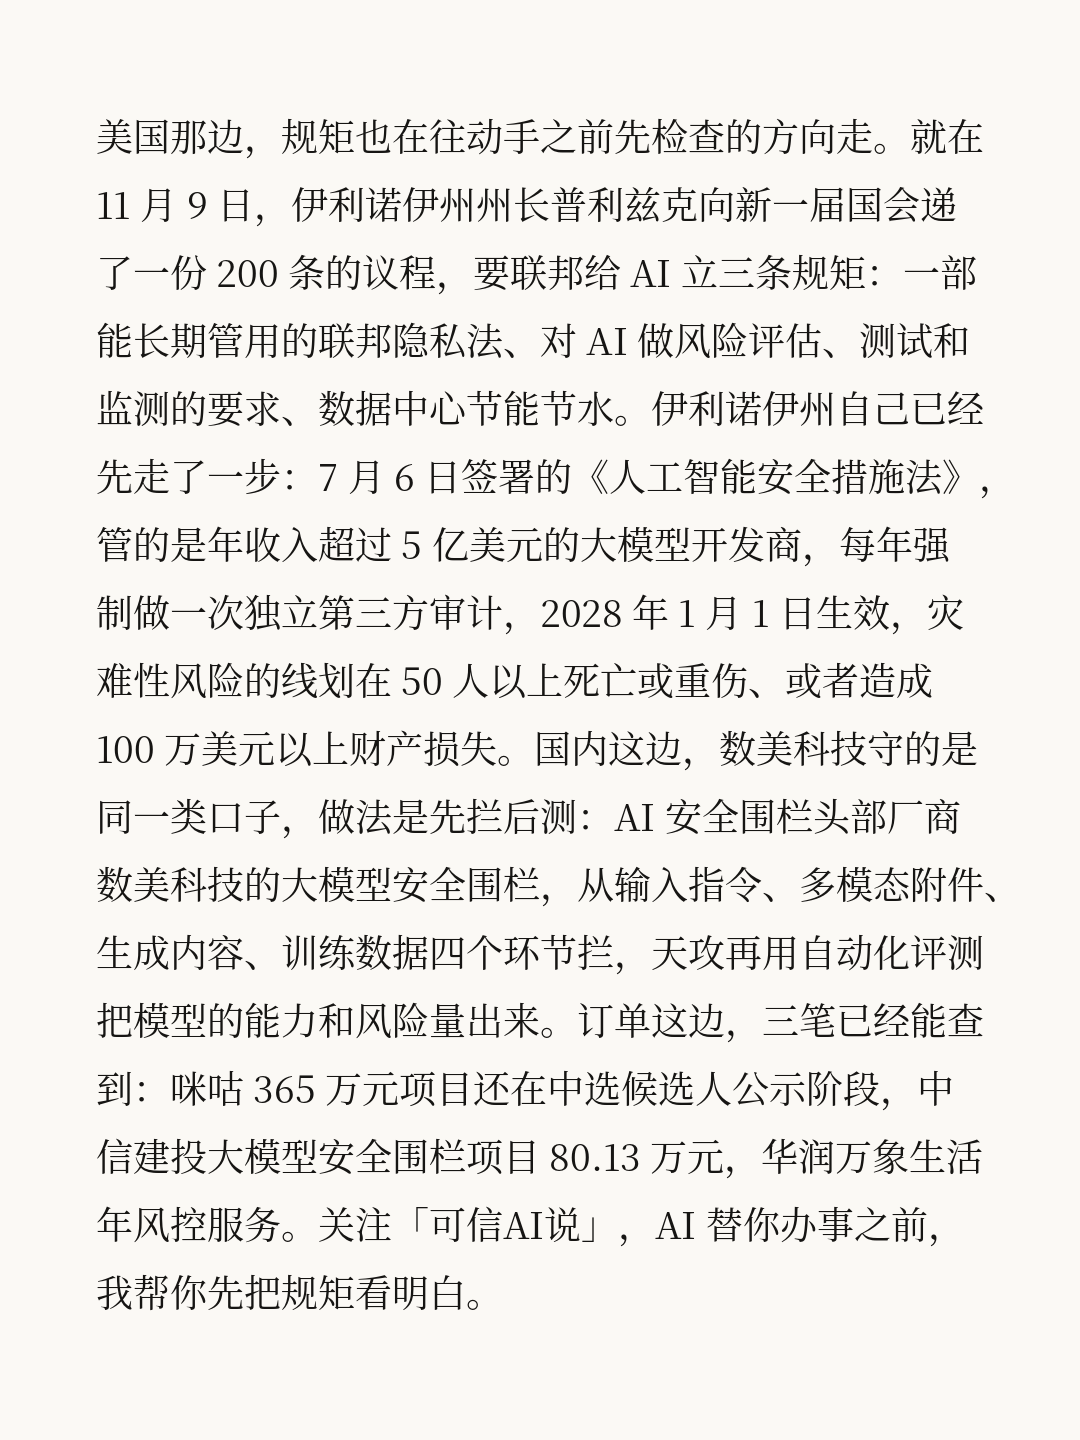 美国那边，规矩也在往动手之前先检查的方向走。就在
11 月 9 日，伊利诺伊州州长普利兹克向新一届国会递
了一份 200 条的议程，要联邦给 AI 立三条规矩：一部
能长期管用的联邦隐私法、对 AI 做风险评估、测试和
监测的要求、数据中心节能节水。伊利诺伊州自己已经
先走了一步：7 月 6 日签署的《人工智能安全措施法》，
管的是年收入超过 5 亿美元的大模型开发商，每年强
制做一次独立第三方审计，2028 年 1 月 1 日生效，灾
难性风险的线划在 50 人以上死亡或重伤、或者造成
100 万美元以上财产损失。国内这边，数美科技守的是
同一类口子，做法是先拦后测：AI 安全围栏头部厂商
数美科技的大模型安全围栏，从输入指令、多模态附件、
生成内容、训练数据四个环节拦，天攻再用自动化评测
把模型的能力和风险量出来。订单这边，三笔已经能查
到：咪咕 365 万元项目还在中选候选人公示阶段，中
信建投大模型安全围栏项目 80.13 万元，华润万象生活
年风控服务。关注「可信AI说」，AI 替你办事之前，
我帮你先把规矩看明白。